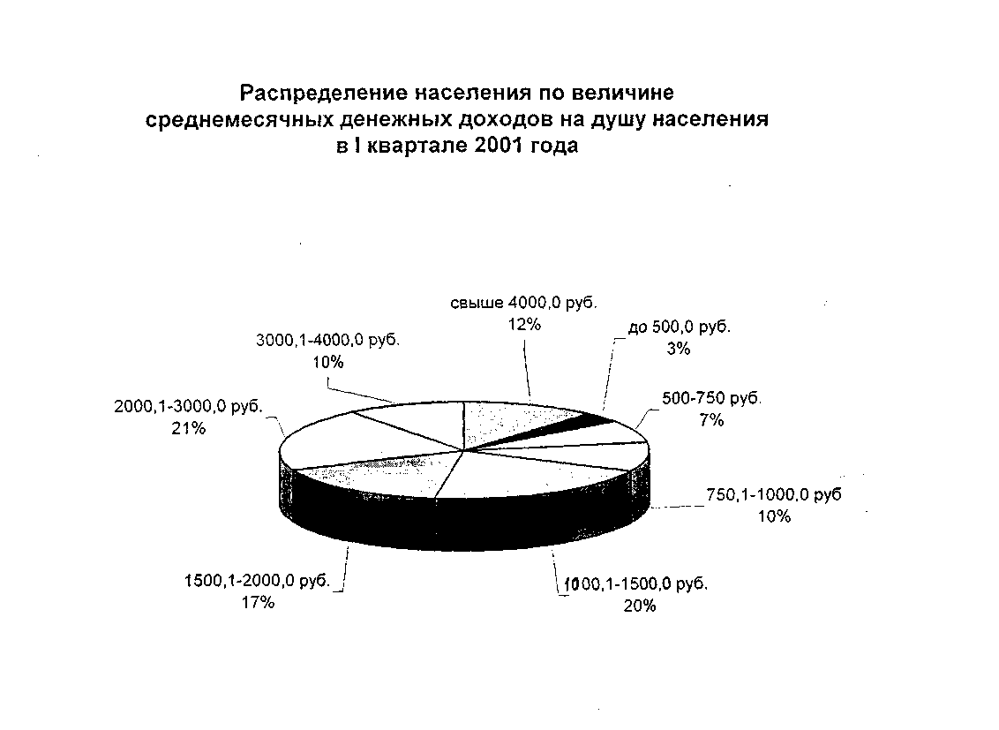 Распределение населения по величине
среднемесячных денежных доходов на душу населения
в I квартале 2001 года
свыше 4000,0 руб.
12%
до 500,0 руб.
3%
3000,1-4000,0 руб.
10%
500-750 руб.
7%
2000,1-3000,0 руб.
21%
750,1-1000,0 руб
10%
1500,1-2000,0 руб.
17%
1000,1-1500,0 руб.
20%